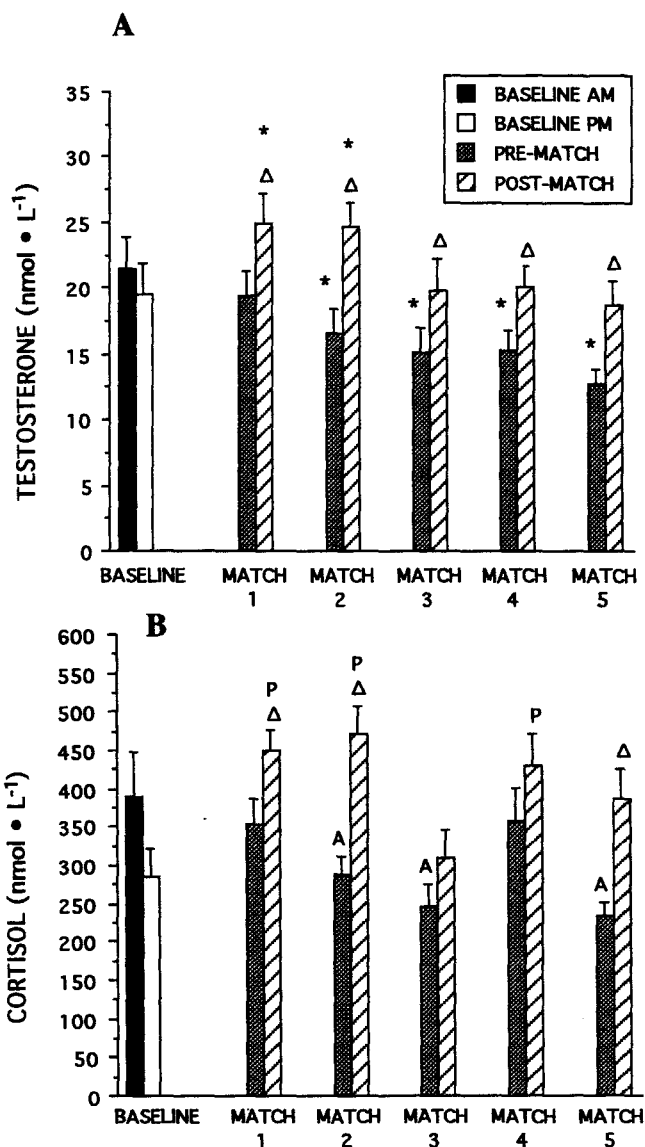 A
TESTOSTERONE (nmol • L⁻¹)
35
30
25
20
15
10
5
0
BASELINE AM
BASELINE PM
PRE-MATCH
POST-MATCH
* *
Δ Δ
* Δ
* Δ
* Δ
*
BASELINE MATCH MATCH MATCH MATCH MATCH
1 2 3 4 5
B
CORTISOL (nmol • L⁻¹)
600
550
500
450
400
350
300
250
200
150
100
50
0
P P
Δ Δ
P
Δ
A A A
BASELINE MATCH MATCH MATCH MATCH MATCH
1 2 3 4 5